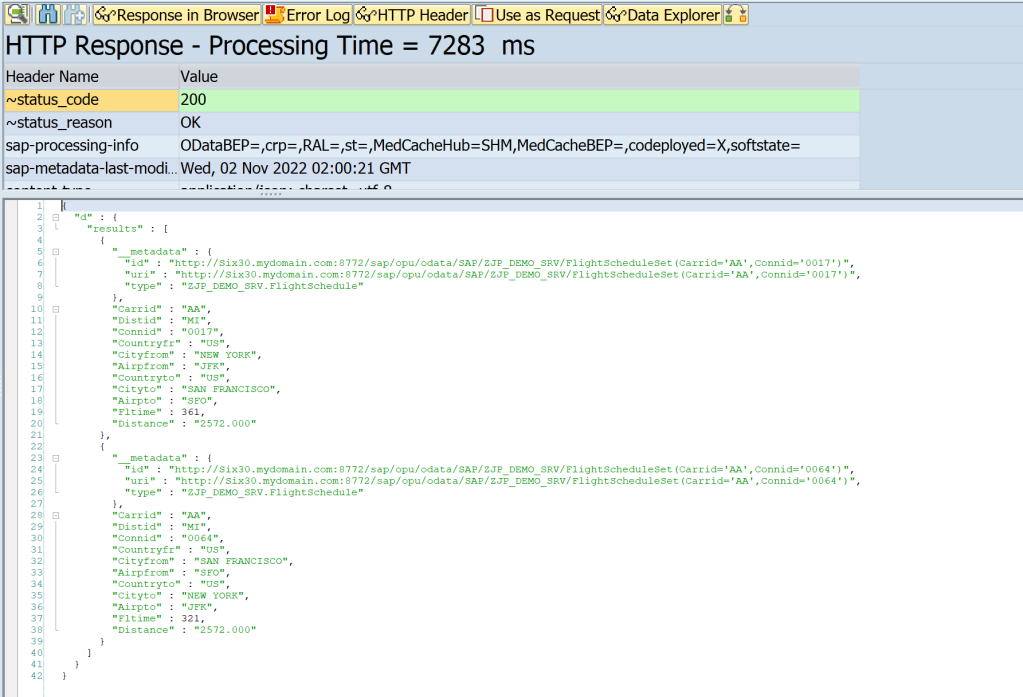 Response in Browser Error Log HTTP Header Use as Request Data Explorer
HTTP Response - Processing Time = 7283 ms
Header Name Value
~status_code 200
~status_reason OK
sap-processing-info ODataBEP=,crp=,RAL=,st=,MedCacheHub=SHM,MedCacheBEP=,codeployed=X,softstate=
sap-metadata-last-modi... Wed, 02 Nov 2022 02:00:21 GMT
1 {
2 "d" : {
3 "results" : [
4 {
5 "__metadata" : {
6 "id" : "http://Six30.mydomain.com:8772/sap/opu/odata/SAP/ZJP_DEMO_SRV/FlightScheduleSet(Carrid='AA',Connid='0017')",
7 "uri" : "http://Six30.mydomain.com:8772/sap/opu/odata/SAP/ZJP_DEMO_SRV/FlightScheduleSet(Carrid='AA',Connid='0017')",
8 "type" : "ZJP_DEMO_SRV.FlightSchedule"
9 },
10 "Carrid" : "AA",
11 "Distid" : "MI",
12 "Connid" : "0017",
13 "Countryfr" : "US",
14 "Cityfrom" : "NEW YORK",
15 "Airpfrom" : "JFK",
16 "Countryto" : "US",
17 "Cityto" : "SAN FRANCISCO",
18 "Airpto" : "SFO",
19 "Fltime" : 361,
20 "Distance" : "2572.000"
21 },
22 {
23 "__metadata" : {
24 "id" : "http://Six30.mydomain.com:8772/sap/opu/odata/SAP/ZJP_DEMO_SRV/FlightScheduleSet(Carrid='AA',Connid='0064')",
25 "uri" : "http://Six30.mydomain.com:8772/sap/opu/odata/SAP/ZJP_DEMO_SRV/FlightScheduleSet(Carrid='AA',Connid='0064')",
26 "type" : "ZJP_DEMO_SRV.FlightSchedule"
27 },
28 "Carrid" : "AA",
29 "Distid" : "MI",
30 "Connid" : "0064",
31 "Countryfr" : "US",
32 "Cityfrom" : "SAN FRANCISCO",
33 "Airpfrom" : "SFO",
34 "Countryto" : "US",
35 "Cityto" : "NEW YORK",
36 "Airpto" : "JFK",
37 "Fltime" : 321,
38 "Distance" : "2572.000"
39 }
40 ]
41 }
42 }